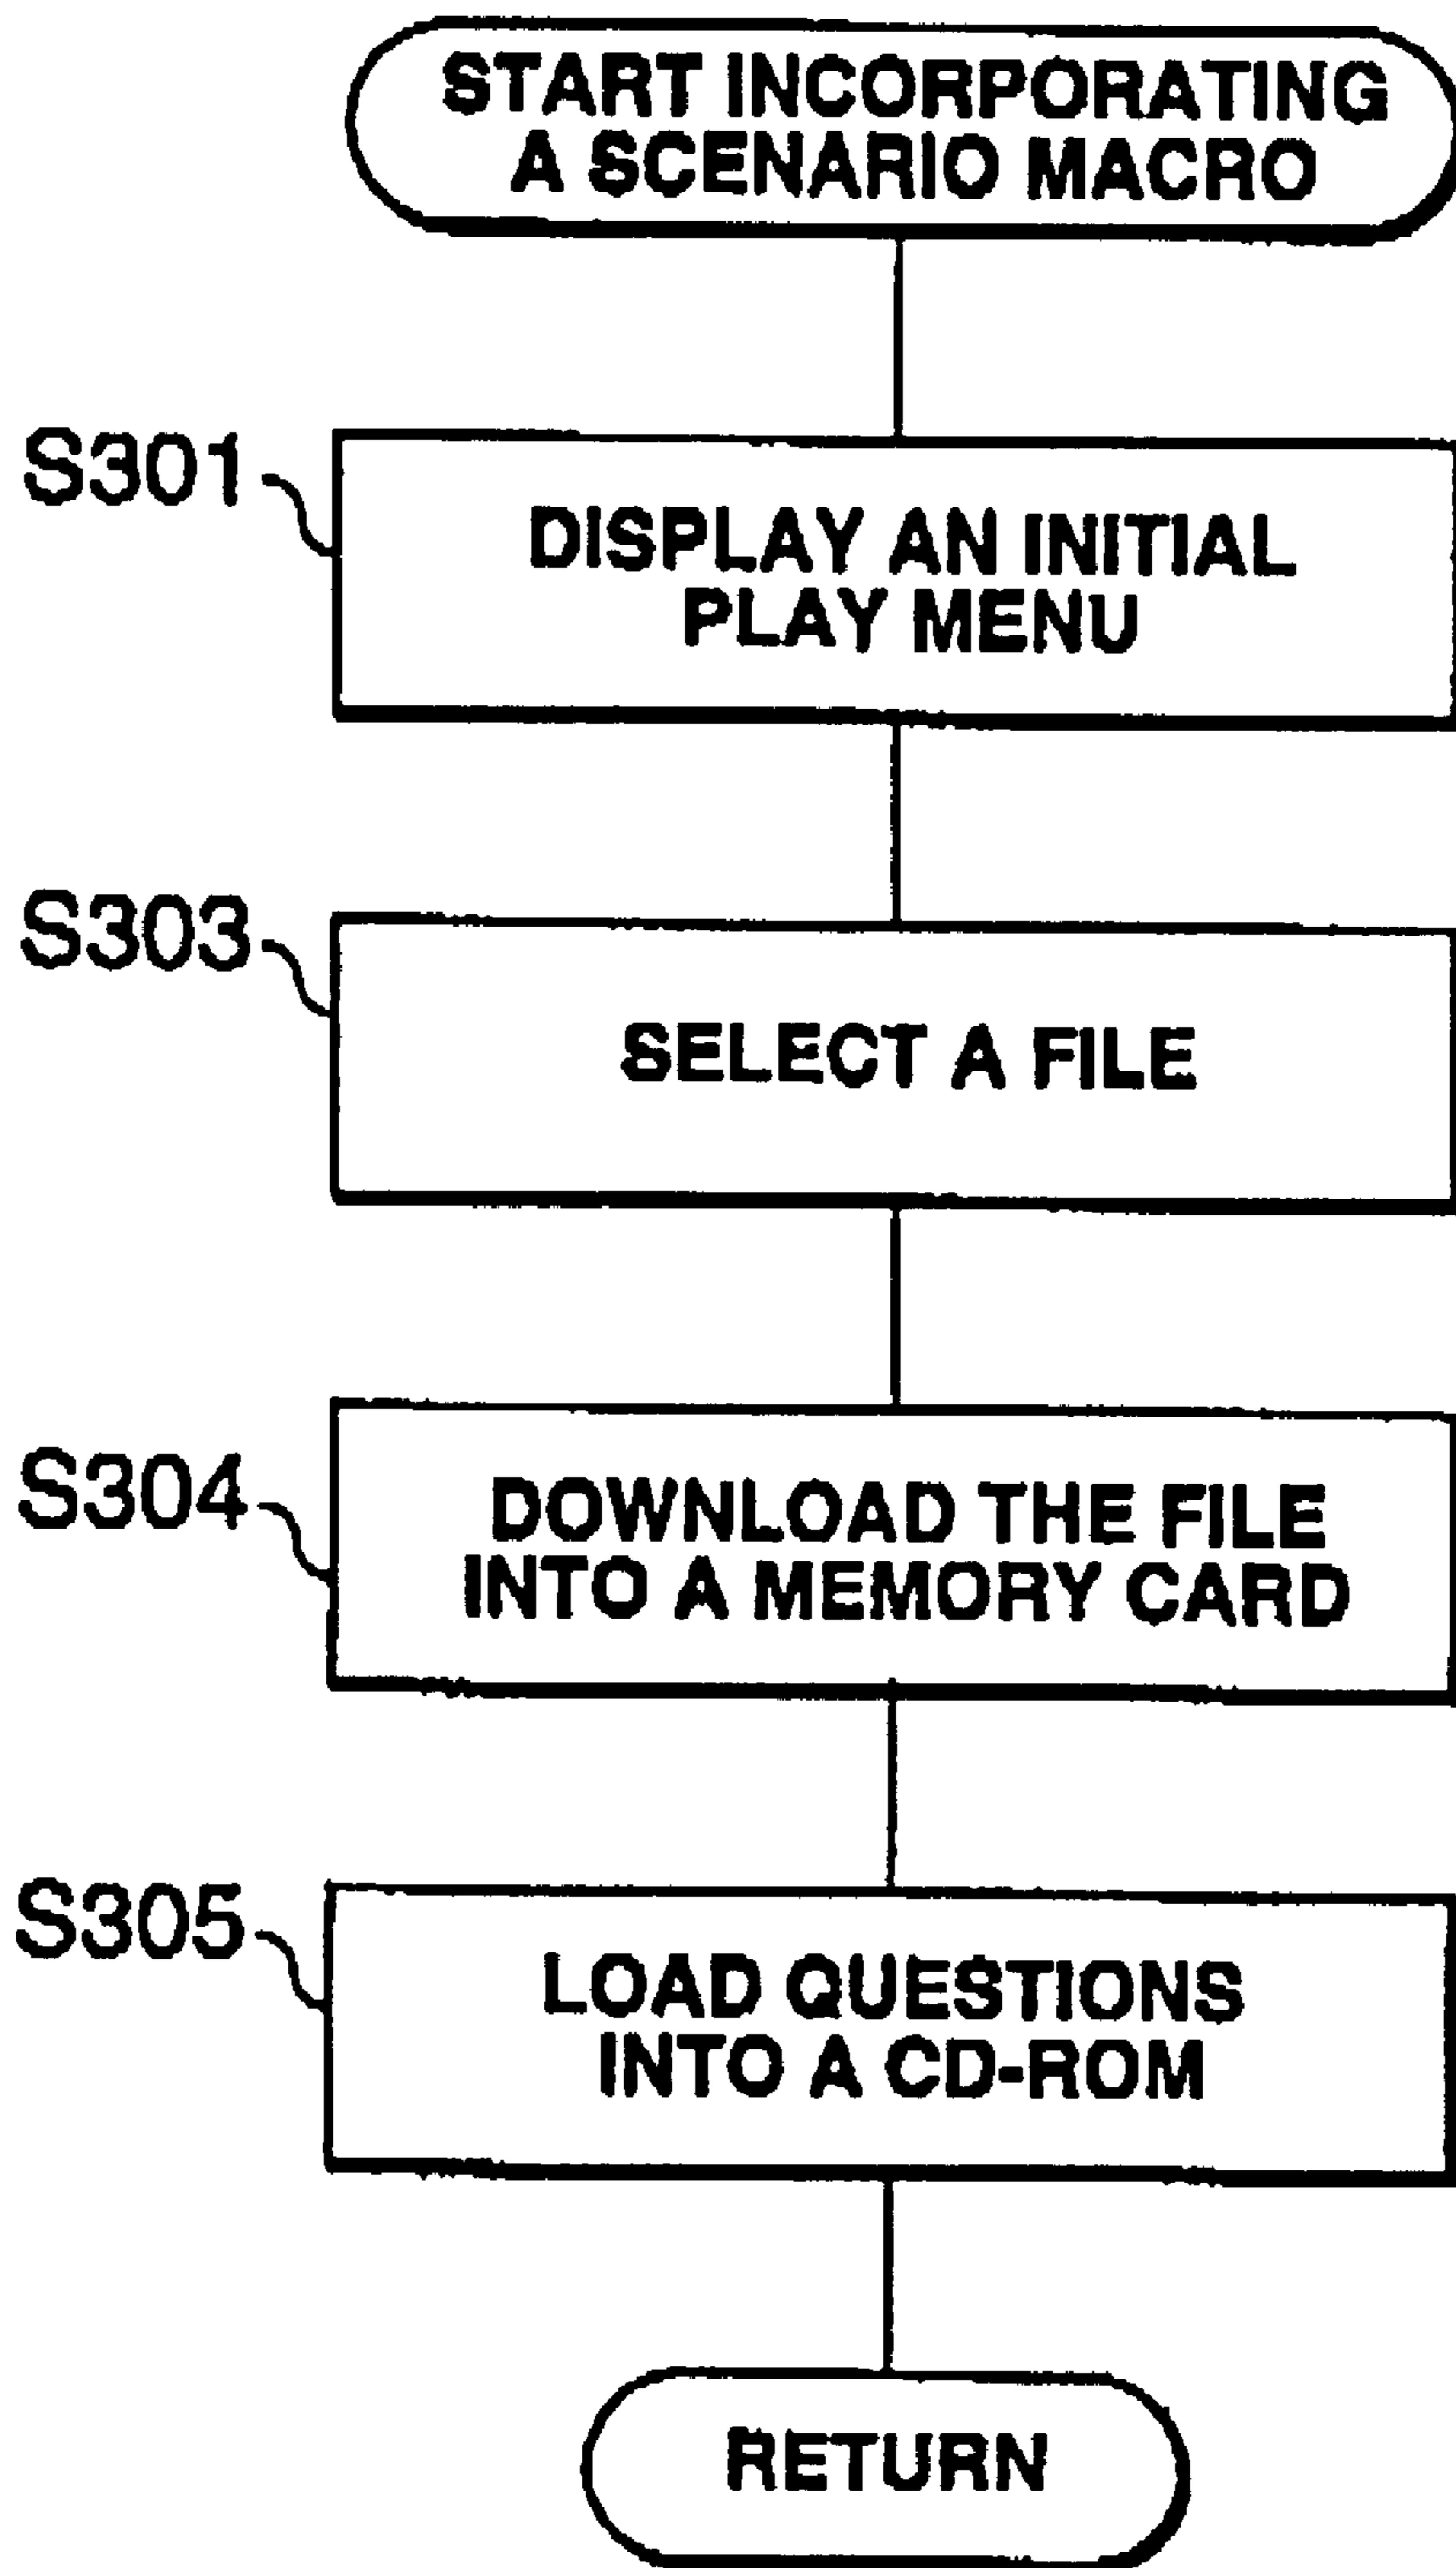 START INCORPORATING
A SCENARIO MACRO
S301
DISPLAY AN INITIAL
PLAY MENU
S303
SELECT A FILE
S304
DOWNLOAD THE FILE
INTO A MEMORY CARD
S305
LOAD QUESTIONS
INTO A CD-ROM
RETURN